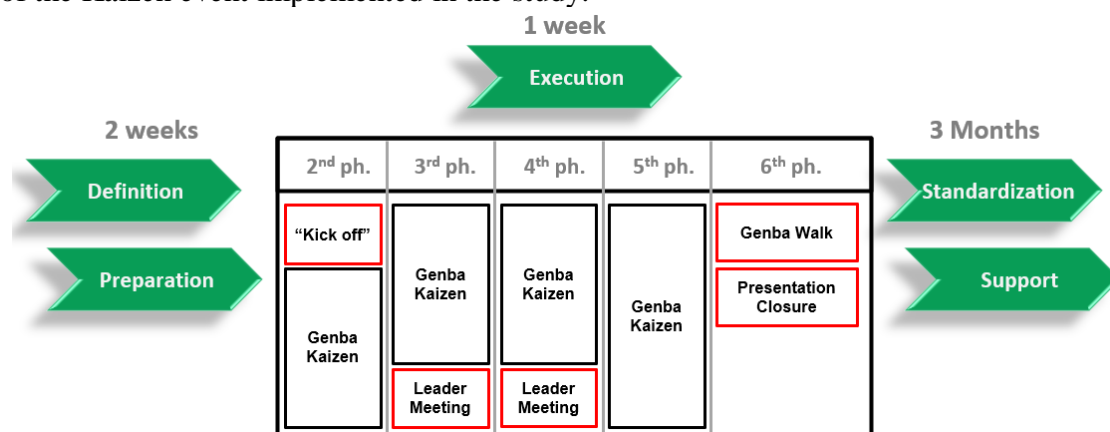 of the Kaizen event implemented in the study.
1 week
Execution
2 weeks
Definition
Preparation
2nd ph.
3rd ph.
4th ph.
5th ph.
6th ph.
“Kick off”
Genba
Kaizen
Genba
Kaizen
Leader
Meeting
Genba
Kaizen
Leader
Meeting
Genba
Kaizen
Genba Walk
Presentation
Closure
3 Months
Standardization
Support